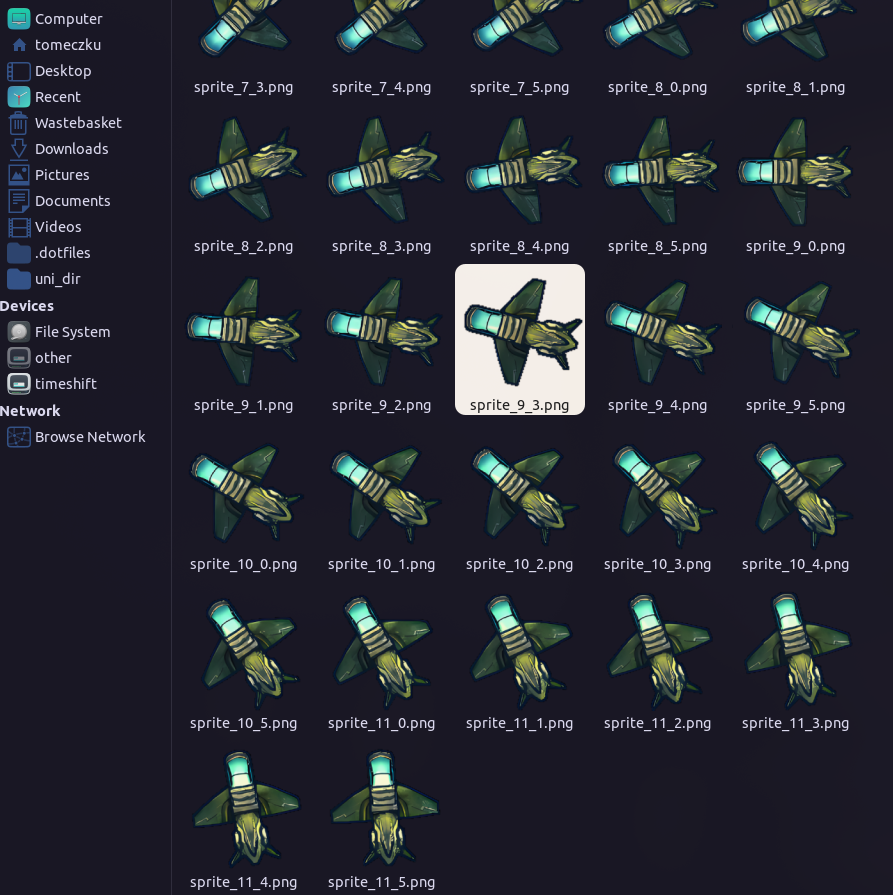 Computer
tomeczku
Desktop
Recent
Wastebasket
Downloads
Pictures
Documents
Videos
.dotfiles
uni_dir
Devices
File System
other
timeshift
Network
Browse Network
sprite_7_3.png sprite_7_4.png sprite_7_5.png sprite_8_0.png sprite_8_1.png
sprite_8_2.png sprite_8_3.png sprite_8_4.png sprite_8_5.png sprite_9_0.png
sprite_9_1.png sprite_9_2.png sprite_9_3.png sprite_9_4.png sprite_9_5.png
sprite_10_0.png sprite_10_1.png sprite_10_2.png sprite_10_3.png sprite_10_4.png
sprite_10_5.png sprite_11_0.png sprite_11_1.png sprite_11_2.png sprite_11_3.png
sprite_11_4.png sprite_11_5.png